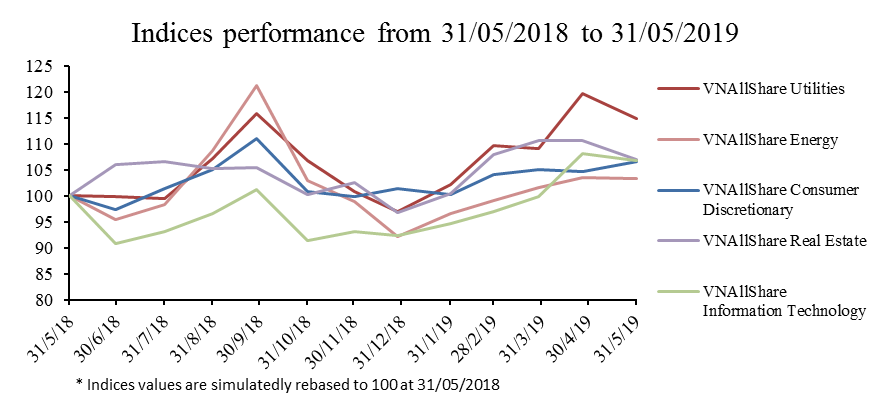 Indices performance from 31/05/2018 to 31/05/2019
125
120
115
110
105
100
95
90
85
80
31/5/18
30/6/18
31/7/18
31/8/18
30/9/18
31/10/18
30/11/18
31/12/18
31/1/19
28/2/19
31/3/19
30/4/19
31/5/19
VNAllShare Utilities
VNAllShare Energy
VNAllShare Consumer
Discretionary
VNAllShare Real Estate
VNAllShare
Information Technology
* Indices values are simulatedly rebased to 100 at 31/05/2018